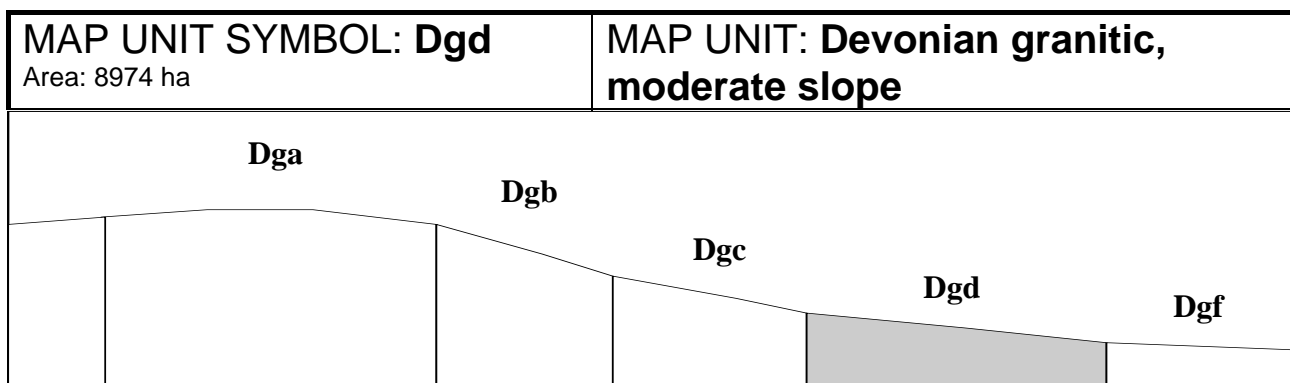 MAP UNIT SYMBOL: Dgd
Area: 8974 ha
MAP UNIT: Devonian granitic,
moderate slope
Dga
Dgb
Dgc
Dgd
Dgf